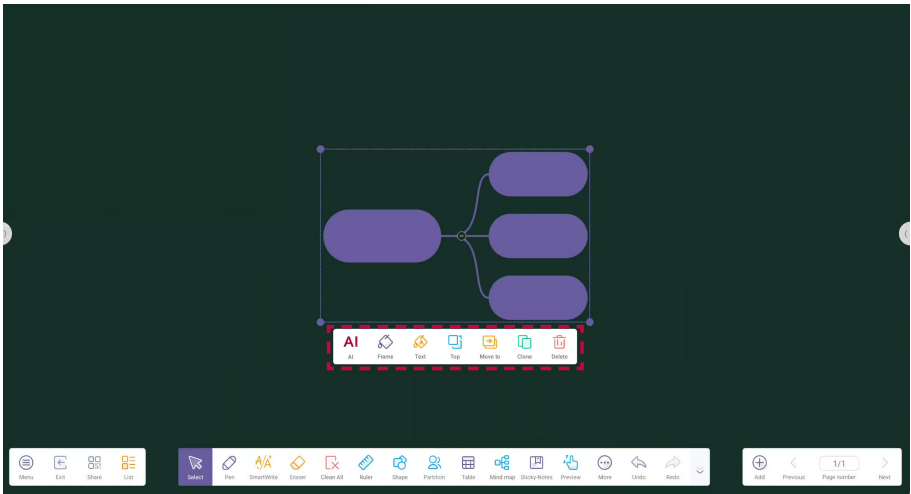 AI
AI Frame Text Top Move to Clone Delete
1/1
Menu Exit Share List Select Pen SmartWrite Eraser Clean All Ruler Shape Partition Table Mind map Sticky-Notes Preview More Undo Redo Add Previous Page number Next